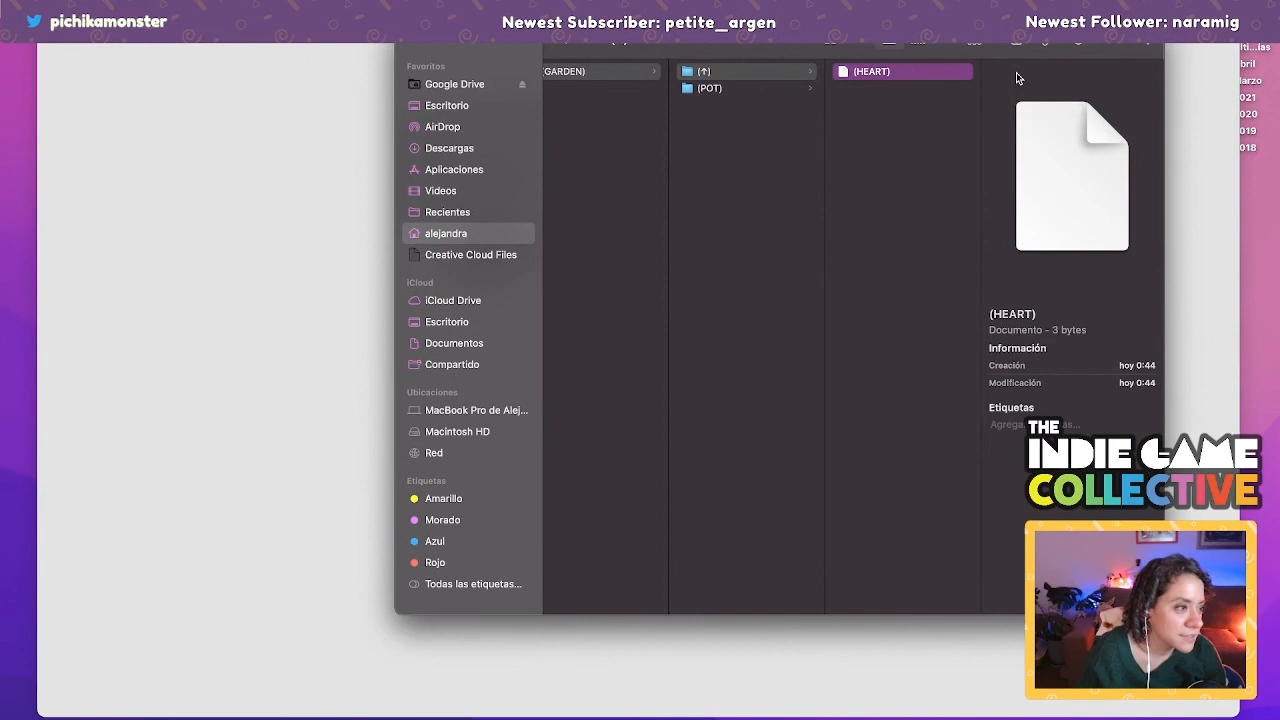 pichikamonster
Newest Subscriber: petite_argen
Newest Follower: naramig
Favoritos
Google Drive
Escritorio
AirDrop
Descargas
Aplicaciones
Videos
Recientes
alejandra
Creative Cloud Files
iCloud
iCloud Drive
Escritorio
Documentos
Compartido
Ubicaciones
MacBook Pro de Alej...
Macintosh HD
Red
Etiquetas
Amarillo
Morado
Azul
Rojo
Todas las etiquetas...
GARDEN)
(↑)
(POT)
(HEART)
(HEART)
Documento - 3 bytes
Información
Creación hoy 0:44
Modificación hoy 0:44
Etiquetas
THE
INDIE GAME
COLLECTIVE
bril
arzo
021
020
019
018